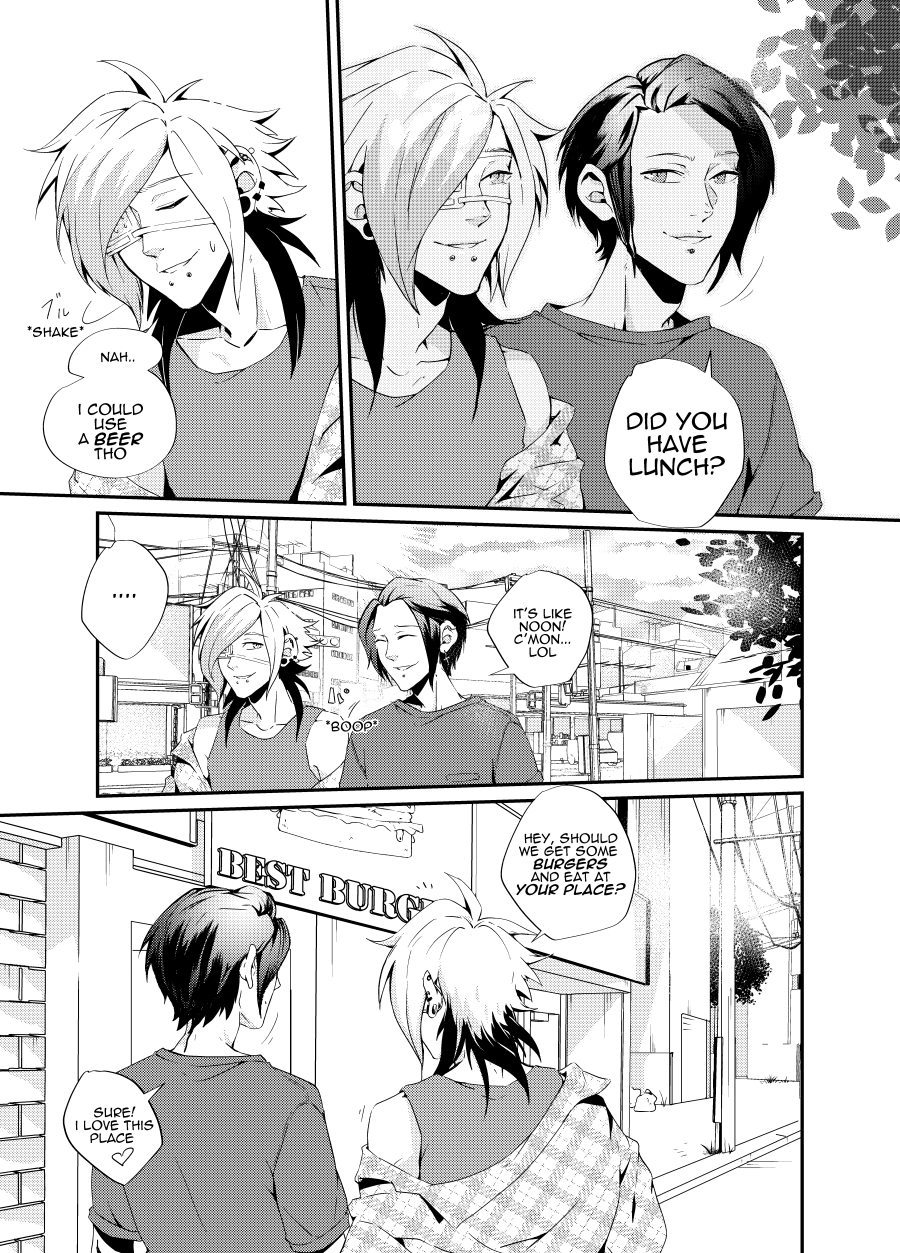 DID YOU
HAVE
LUNCH?
ブル
*SHAKE*
NAH..
I COULD
USE
A BEER
THO
IT'S LIKE
NOON!
C'MON...
LOL
*BOOP*
....
HEY, SHOULD
WE GET SOME
BURGERS
AND EAT AT
YOUR PLACE?
BEST BURG
SURE!
I LOVE THIS
PLACE
♡